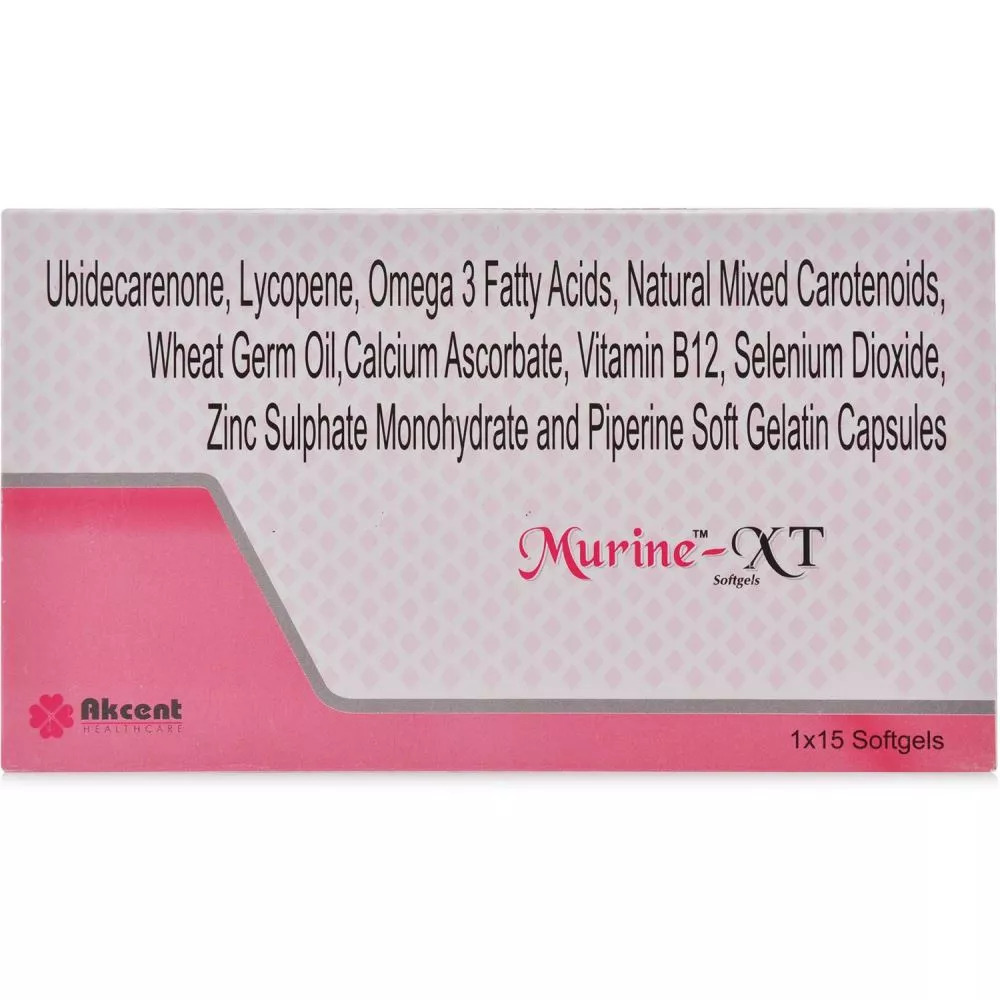 Ubidecarenone, Lycopene, Omega 3 Fatty Acids, Natural Mixed Carotenoids,
Wheat Germ Oil,Calcium Ascorbate, Vitamin B12, Selenium Dioxide,
Zinc Sulphate Monohydrate and Piperine Soft Gelatin Capsules
Murine™-XT
Softgels
Akcent
HEALTHCARE
1x15 Softgels